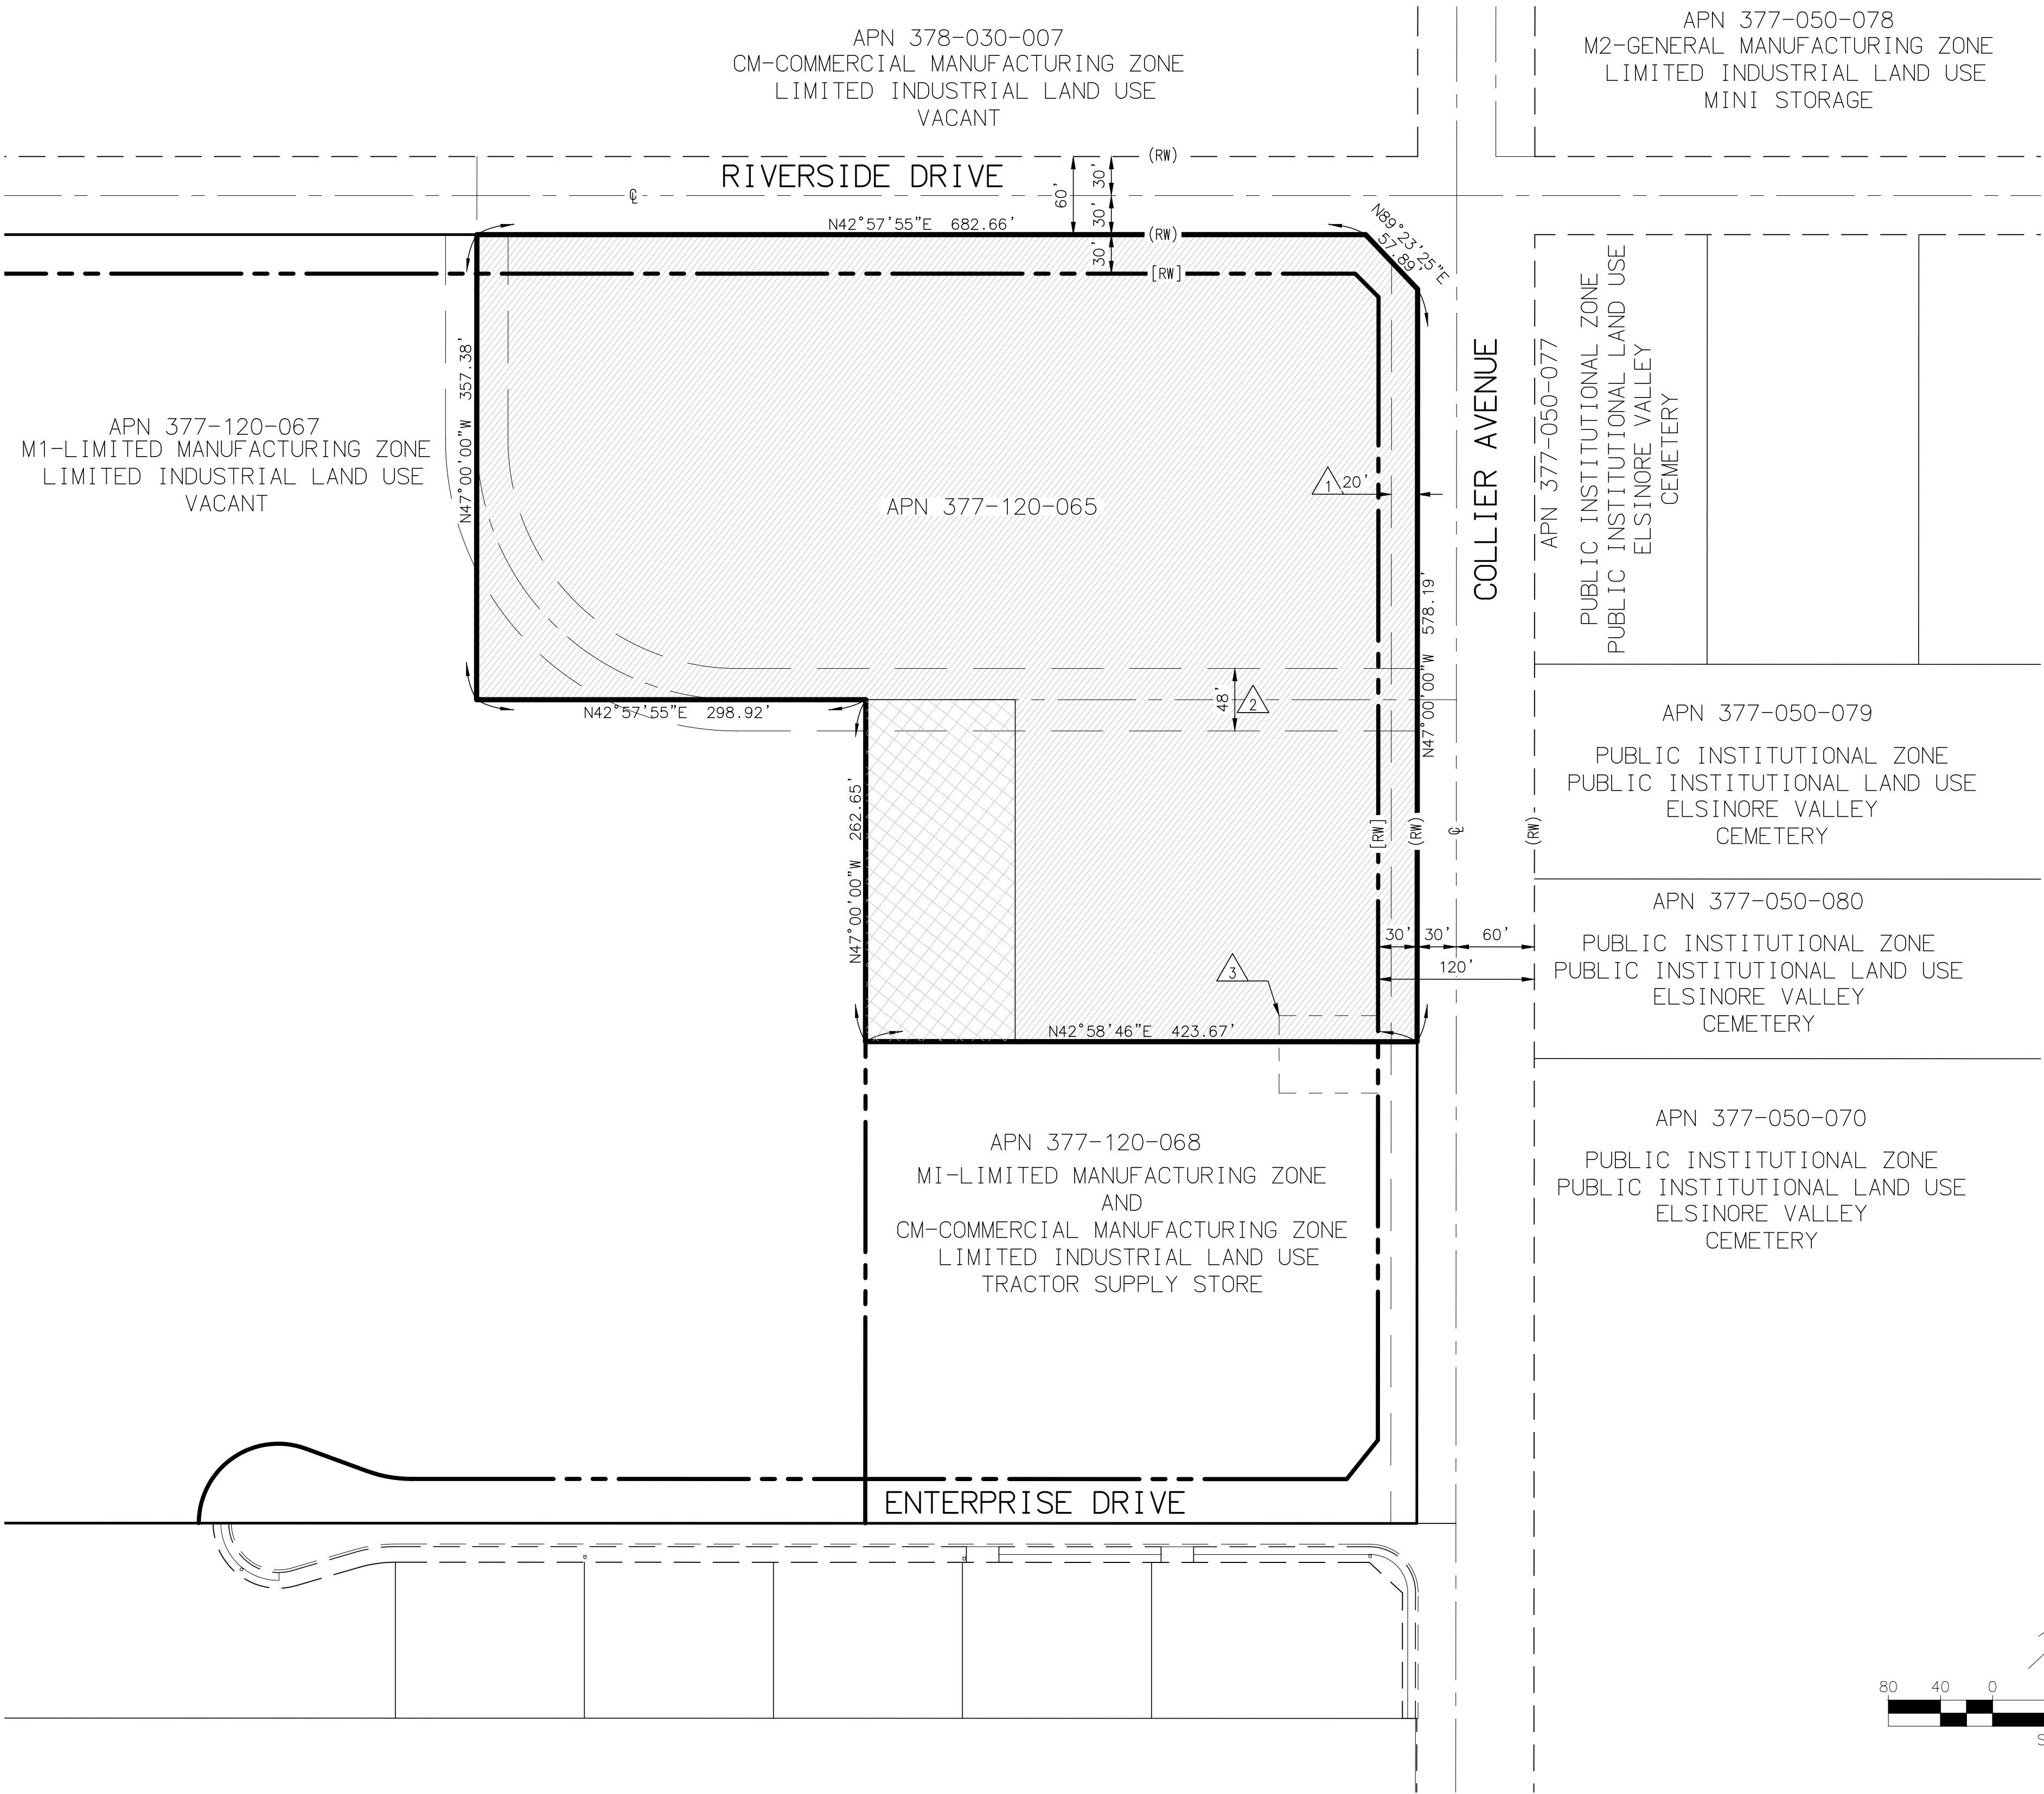 APN 378-030-007
CM-COMMERCIAL MANUFACTURING ZONE
LIMITED INDUSTRIAL LAND USE
VACANT
APN 377-050-078
M2-GENERAL MANUFACTURING ZONE
LIMITED INDUSTRIAL LAND USE
MINI STORAGE
RIVERSIDE DRIVE
℄
60'
30'
30'
30'
(RW)
(RW)
[RW]
N42°57'55"E 682.66'
N89°23'25"E
57.89'
APN 377-120-067
M1-LIMITED MANUFACTURING ZONE
LIMITED INDUSTRIAL LAND USE
VACANT
N47°00'00"W 357.38'
APN 377-120-065
1
20'
COLLIER AVENUE
APN 377-050-077
PUBLIC INSTITUTIONAL ZONE
PUBLIC INSTITUTIONAL LAND USE
ELSINORE VALLEY
CEMETERY
N47°00'00"W 578.19'
N42°57'55"E 298.92'
48'
2
APN 377-050-079
PUBLIC INSTITUTIONAL ZONE
PUBLIC INSTITUTIONAL LAND USE
ELSINORE VALLEY
CEMETERY
N47°00'00"W 262.65'
[RW]
(RW)
℄
(RW)
APN 377-050-080
PUBLIC INSTITUTIONAL ZONE
PUBLIC INSTITUTIONAL LAND USE
ELSINORE VALLEY
CEMETERY
30'
30'
60'
120'
3
N42°58'46"E 423.67'
APN 377-120-068
MI-LIMITED MANUFACTURING ZONE
AND
CM-COMMERCIAL MANUFACTURING ZONE
LIMITED INDUSTRIAL LAND USE
TRACTOR SUPPLY STORE
APN 377-050-070
PUBLIC INSTITUTIONAL ZONE
PUBLIC INSTITUTIONAL LAND USE
ELSINORE VALLEY
CEMETERY
ENTERPRISE DRIVE
80 40 0
S